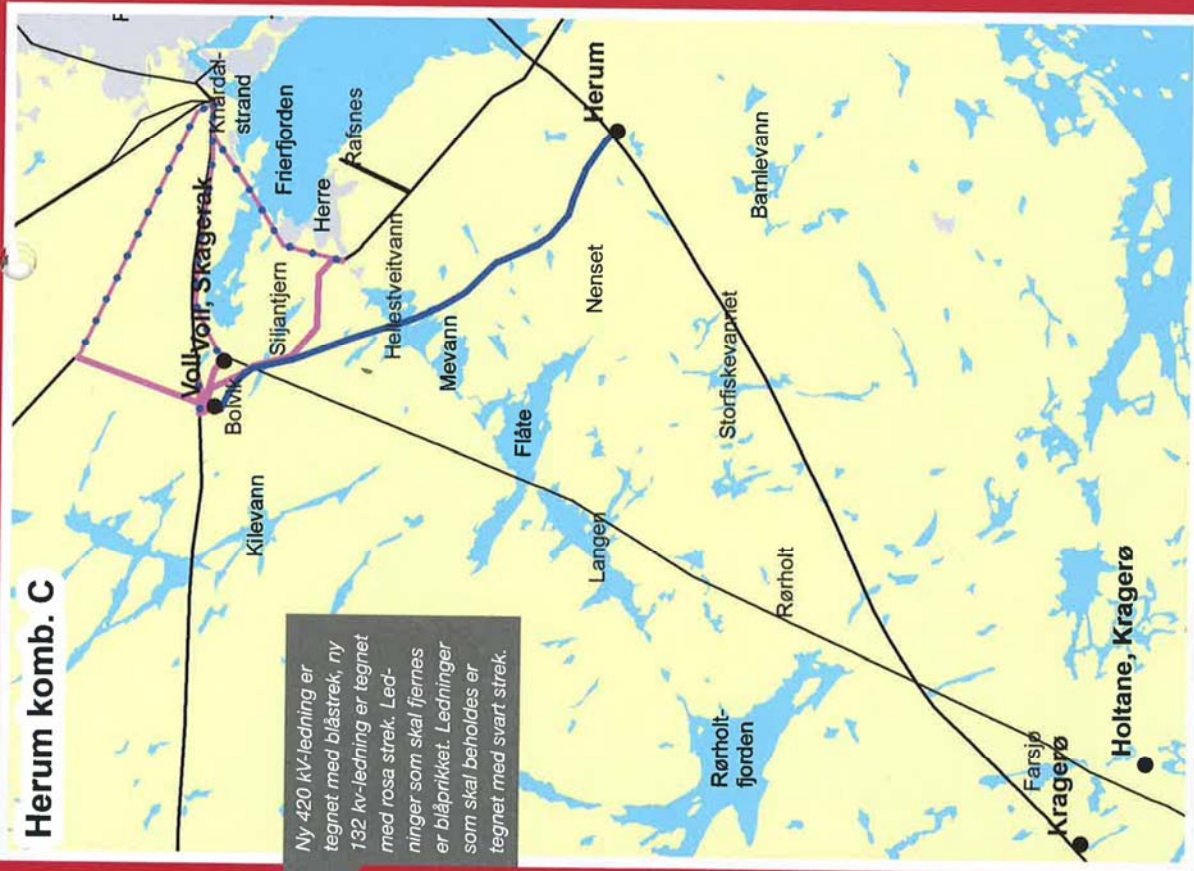 Herum komb. C
Ny 420 kV-ledning er
tegnet med blåstrek, ny
132 kv-ledning er tegnet
med rosa strek. Led-
ninger som skal fjernes
er blåprikket. Ledninger
som skal beholdes er
tegnet med svart strek.
Knardal-
strand
Frierfjorden
Voll
Voll, Skagerak
Herre
Rafsnes
Siljantjern
Bolvik
Herum
Kilevann
Hellestveitvann
Mevann
Nenset
Bamlevann
Flåte
Storfiskevannet
Langen
Rørholt
Rørholt-
fjorden
Farsjø
Kragerø
Holtane, Kragerø